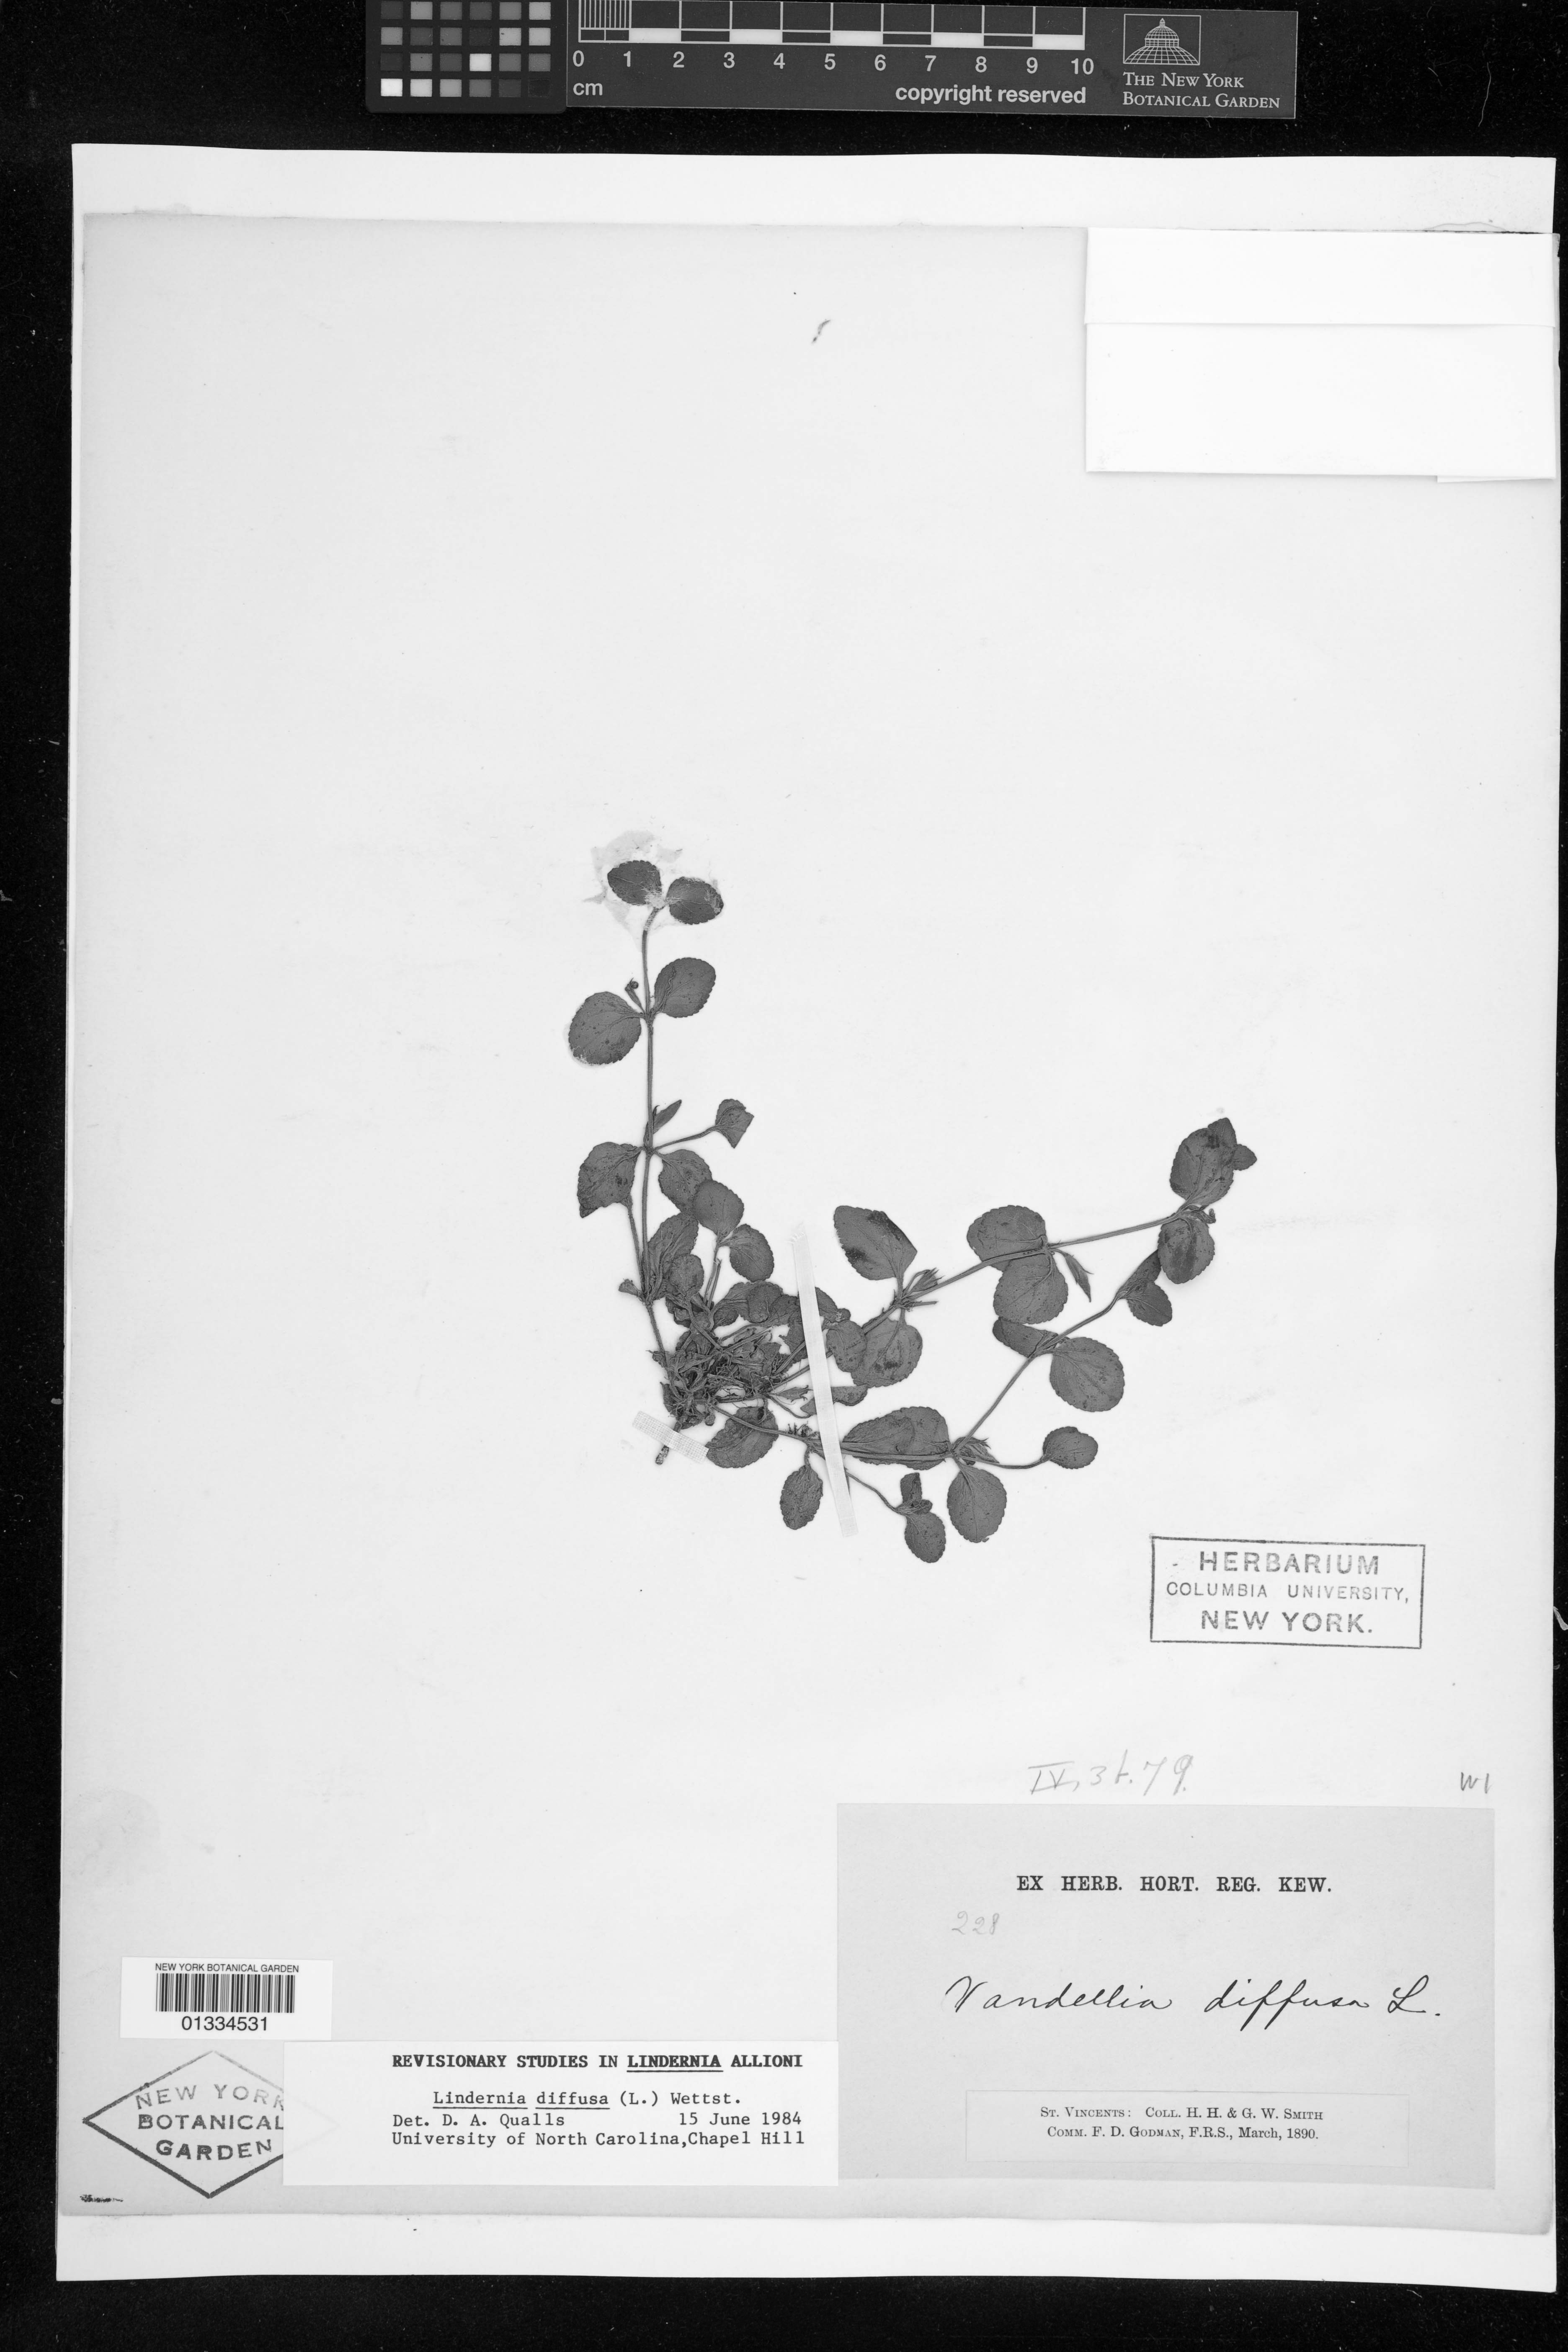 0 1 2 3 4 5 6 7 8 9 10
cm
copyright reserved
THE NEW YORK
BOTANICAL GARDEN
HERBARIUM
COLUMBIA UNIVERSITY,
NEW YORK.
IV, 3b. 79.
WI
EX HERB. HORT. REG. KEW.
228
Vandellia diffusa L.
ST. VINCENTS: COLL. H. H. & G. W. SMITH
COMM. F. D. GODMAN, F.R.S., March, 1890.
NEW YORK BOTANICAL GARDEN
01334531
NEW YORK
BOTANICAL
GARDEN
REVISIONARY STUDIES IN LINDERNIA ALLIONI
Lindernia diffusa (L.) Wettst.
Det. D. A. Qualls 15 June 1984
University of North Carolina,Chapel Hill